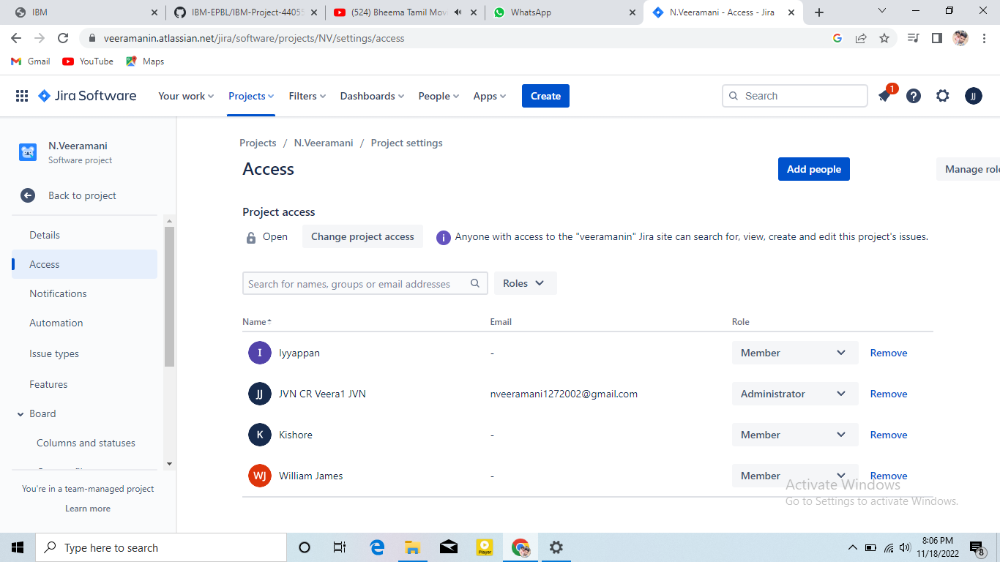 IBM
IBM-EPBL/IBM-Project-4405
(524) Bheema Tamil Mov
WhatsApp
N.Veeramani - Access - Jira
veeramanin.atlassian.net/jira/software/projects/NV/settings/access
Gmail
YouTube
Maps
Jira Software
Your work
Projects
Filters
Dashboards
People
Apps
Create
Search
1
JJ
N.Veeramani
Software project
Back to project
Details
Access
Notifications
Automation
Issue types
Features
Board
Columns and statuses
You're in a team-managed project
Learn more
Projects / N.Veeramani / Project settings
Access
Add people
Manage rol
Project access
Open
Change project access
Anyone with access to the "veeramanin" Jira site can search for, view, create and edit this project's issues.
Search for names, groups or email addresses
Roles
Name Email Role
I Iyyappan - Member Remove
JJ JVN CR Veera1 JVN nveeramani1272002@gmail.com Administrator Remove
K Kishore - Member Remove
WJ William James - Member Remove
Activate Windows
Go to Settings to activate Windows.
Type here to search
Player
8:06 PM
11/18/2022
8